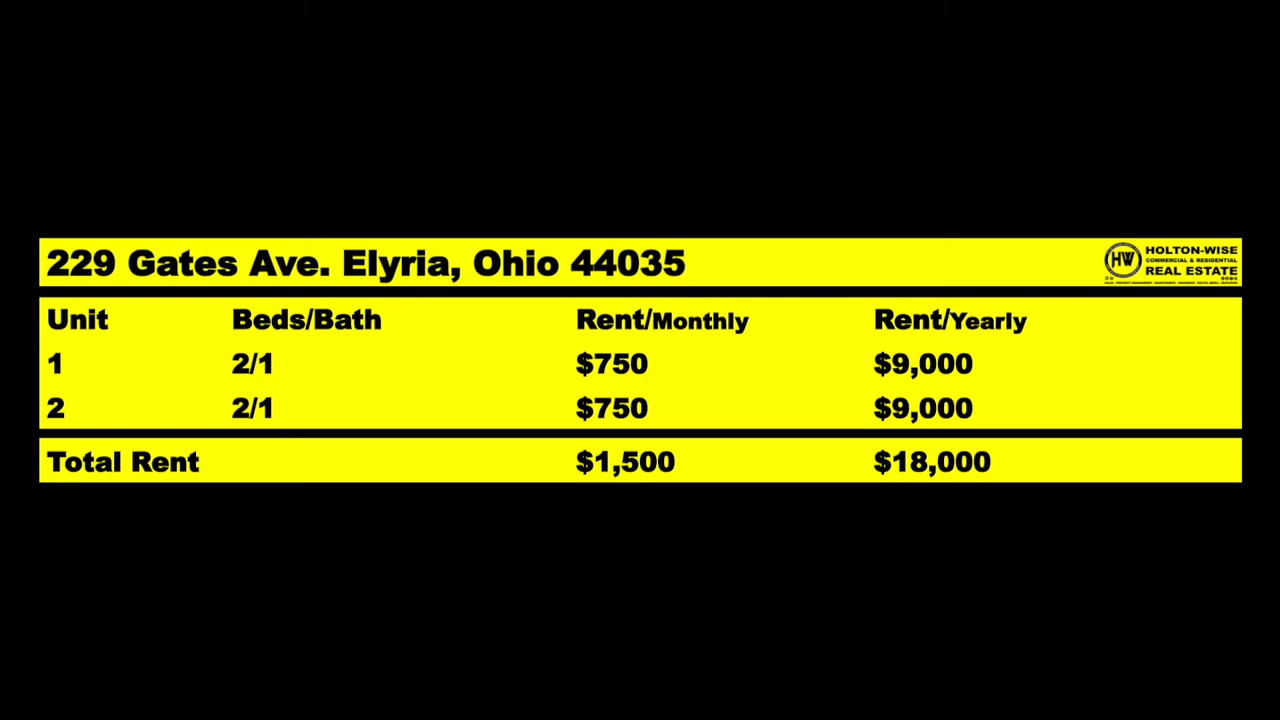 229 Gates Ave. Elyria, Ohio 44035
HW
HOLTON-WISE
COMMERCIAL & RESIDENTIAL
REAL ESTATE
Unit Beds/Bath Rent/Monthly Rent/Yearly
1 2/1 $750 $9,000
2 2/1 $750 $9,000
Total Rent $1,500 $18,000